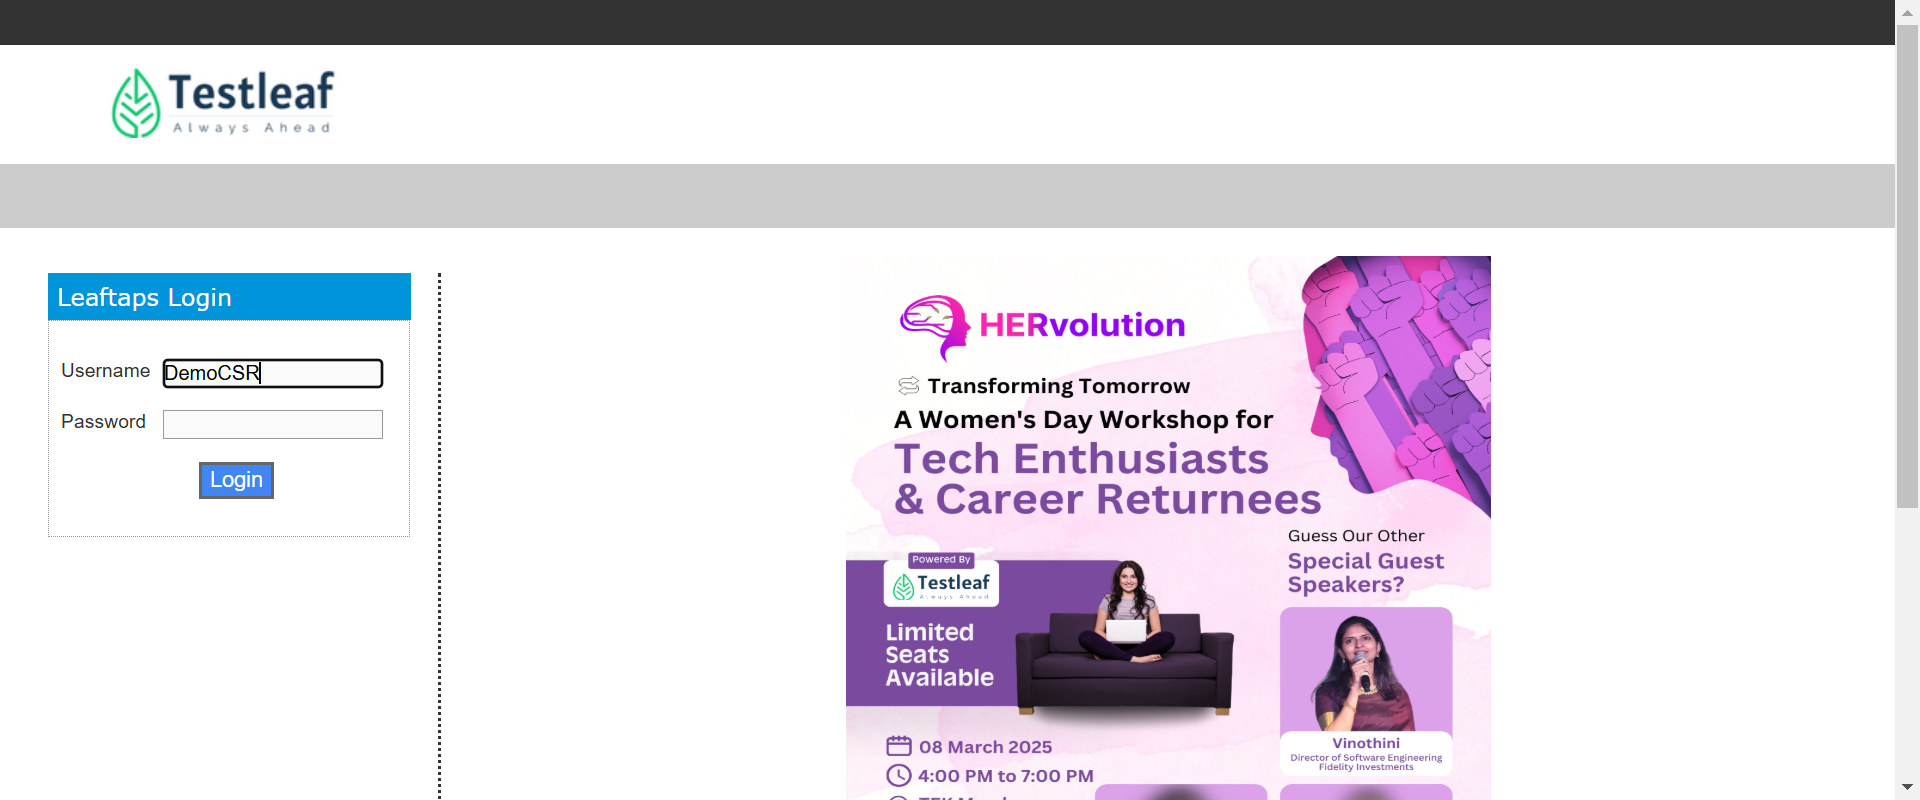 Testleaf
Always Ahead
Leaftaps Login
Username
DemoCSR
Password
Login
HERvolution
Transforming Tomorrow
A Women's Day Workshop for
Tech Enthusiasts
& Career Returnees
Guess Our Other
Special Guest
Speakers?
Powered By
Testleaf
Always Ahead
Limited
Seats
Available
Vinothini
Director of Software Engineering
Fidelity Investments
08 March 2025
4:00 PM to 7:00 PM